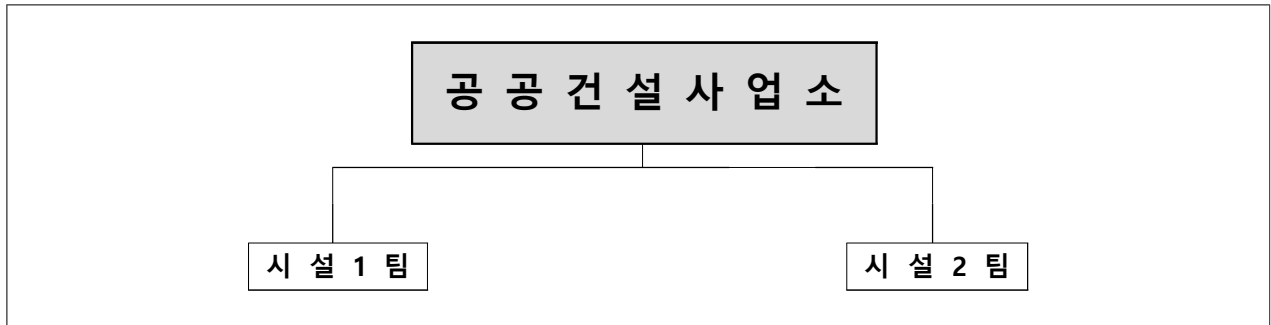 공 공 건 설 사 업 소
시 설 1 팀
시 설 2 팀